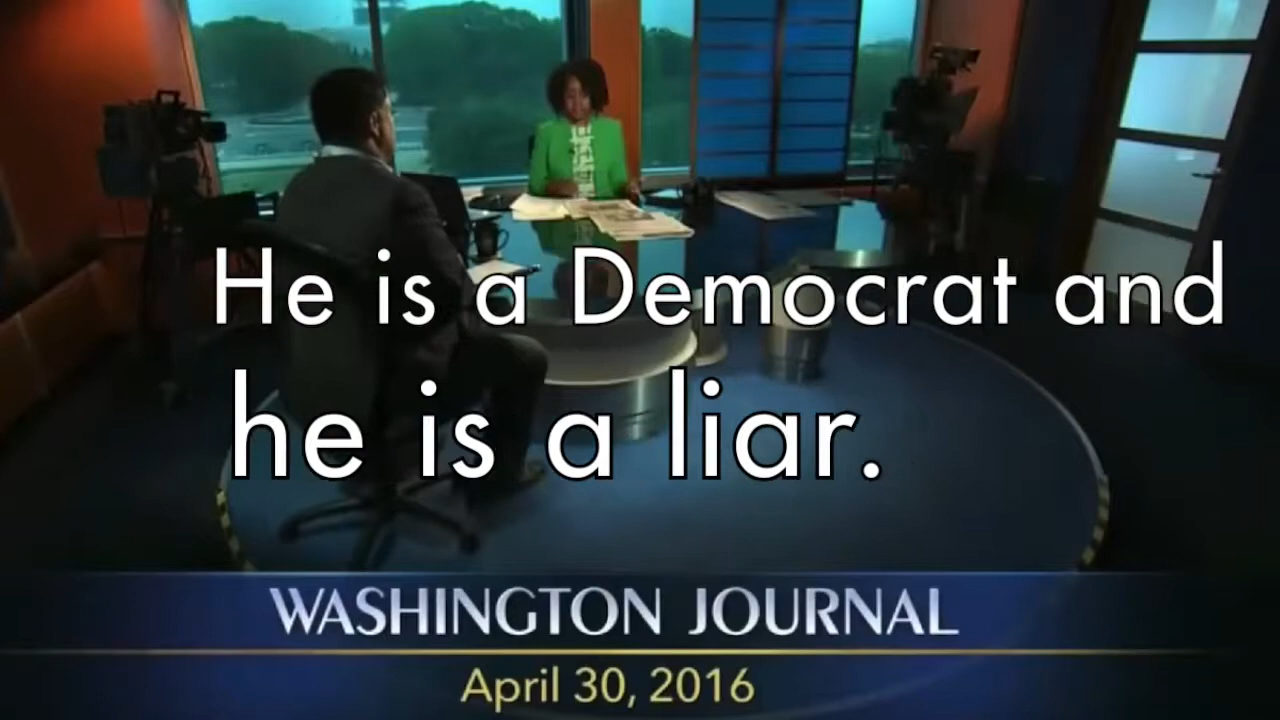 He is a Democrat and
he is a liar.
WASHINGTON JOURNAL
April 30, 2016